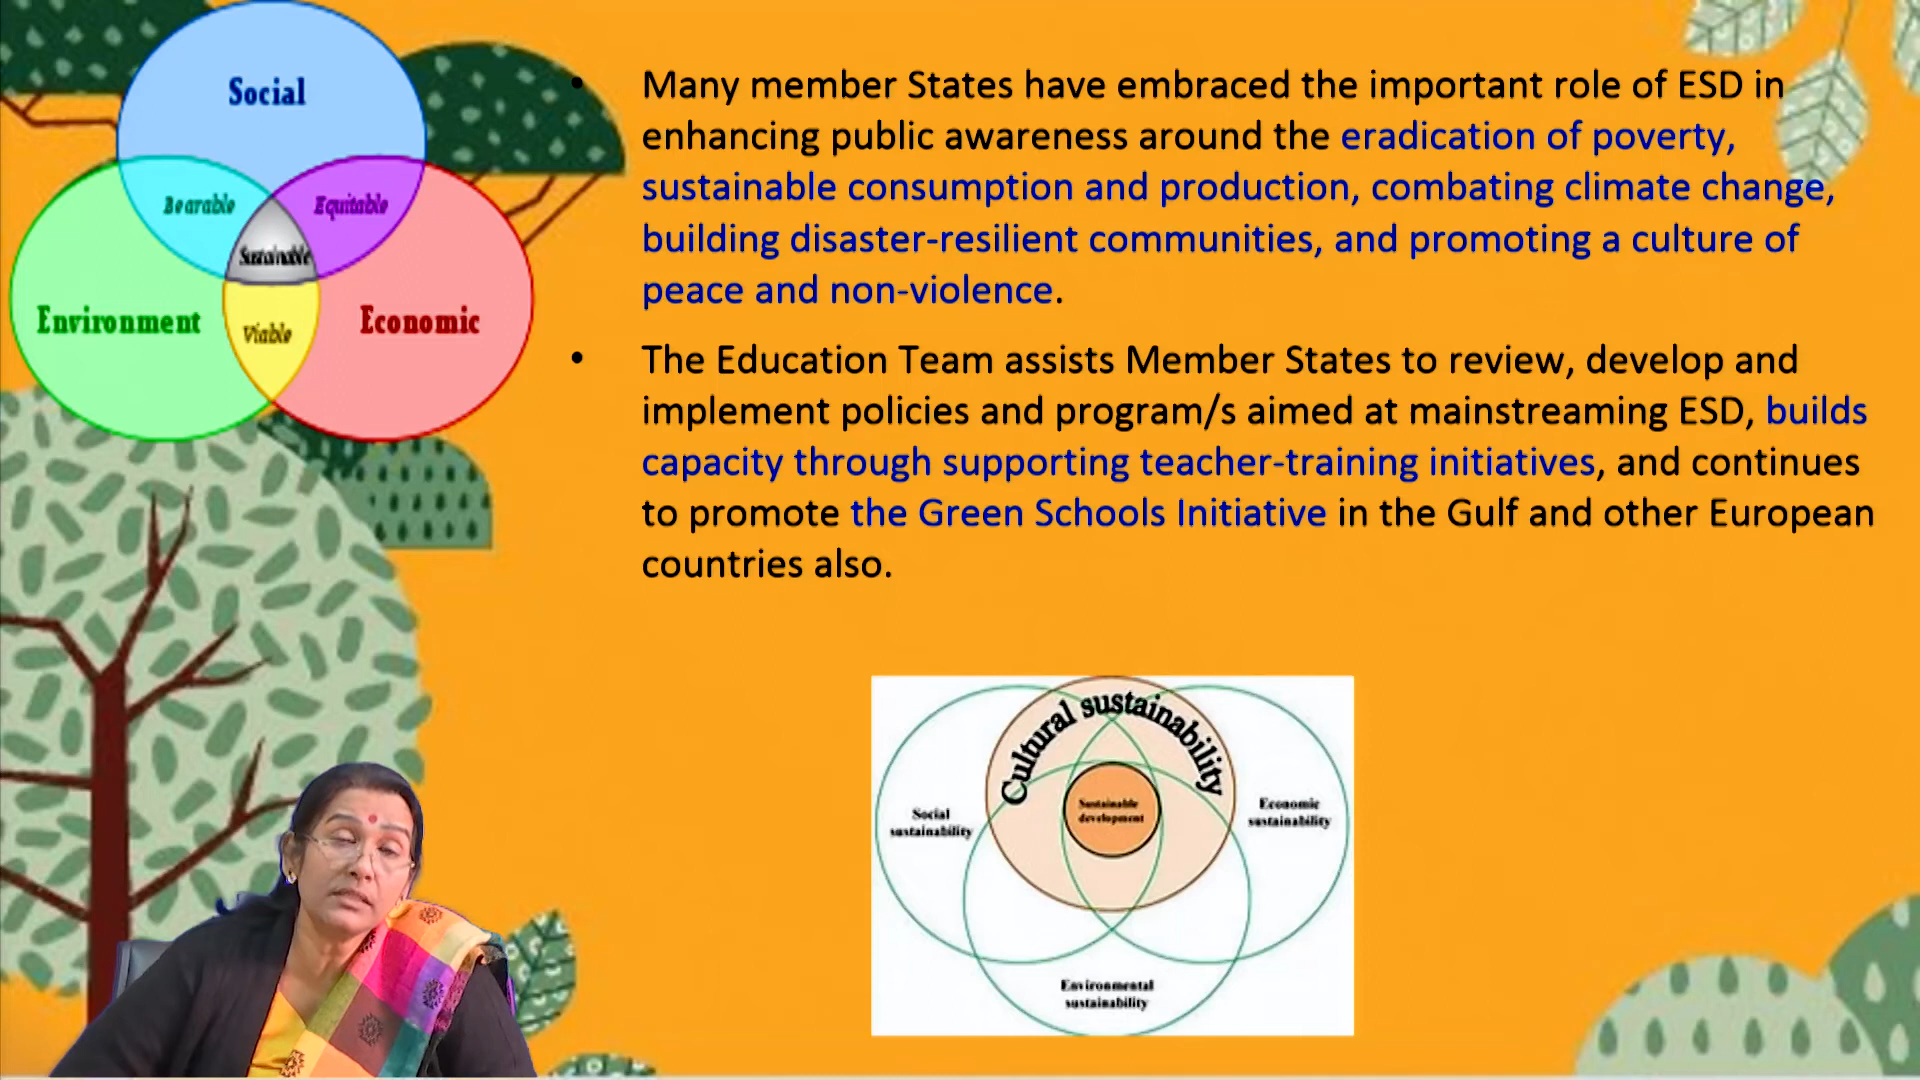 Social
Bearable
Equitable
Sustainable
Environment
Viable
Economic
• Many member States have embraced the important role of ESD in
enhancing public awareness around the eradication of poverty,
sustainable consumption and production, combating climate change,
building disaster-resilient communities, and promoting a culture of
peace and non-violence.
• The Education Team assists Member States to review, develop and
implement policies and program/s aimed at mainstreaming ESD, builds
capacity through supporting teacher-training initiatives, and continues
to promote the Green Schools Initiative in the Gulf and other European
countries also.
Cultural sustainability
Social
sustainability
Sustainable
development
Economic
sustainability
Environmental
sustainability